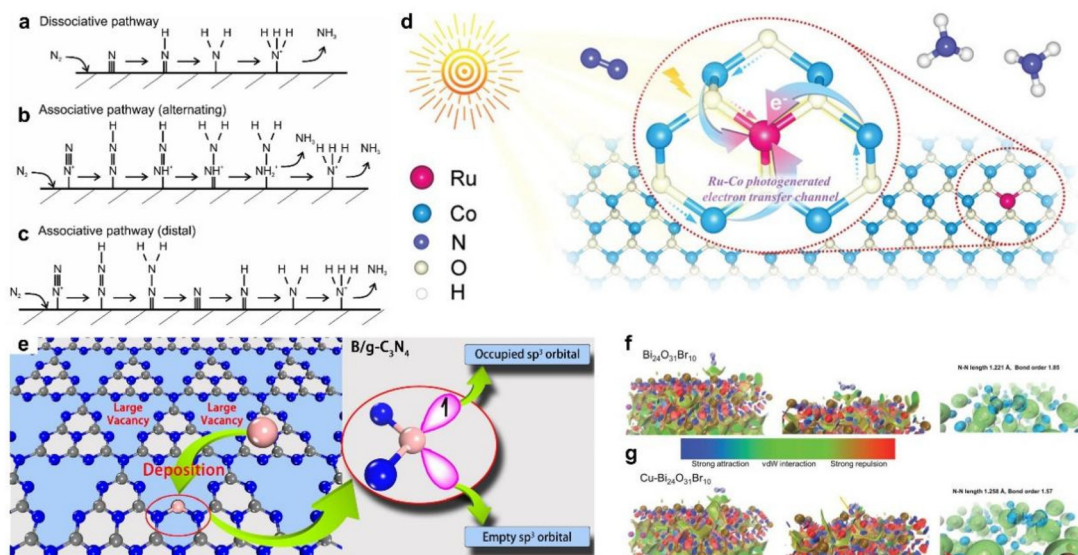 a
Dissociative pathway
N₂
N
H
N
H H
N
H H H
N⁺
NH₃
b
Associative pathway (alternating)
N₂
N
N⁺
H
N
N
H
N
NH⁺
H H
N
NH⁺
H H
N
NH₂⁺
NH₃
H H H
N⁺
NH₃
c
Associative pathway (distal)
N₂
N
N⁺
H
N
N
H H
N
N
N
H
N
H H
N
H H H
N⁺
NH₃
d
e⁻
Ru-Co photogenerated
electron transfer channel
Ru
Co
N
O
H
e
Large
Vacancy
Large
Vacancy
Deposition
B/g-C₃N₄
Occupied sp³ orbital
Empty sp³ orbital
f
Bi₂₄O₃₁Br₁₀
N-N length 1.221 Å, Bond order 1.85
Strong attraction vdW interaction Strong repulsion
g
Cu-Bi₂₄O₃₁Br₁₀
N-N length 1.258 Å, Bond order 1.57